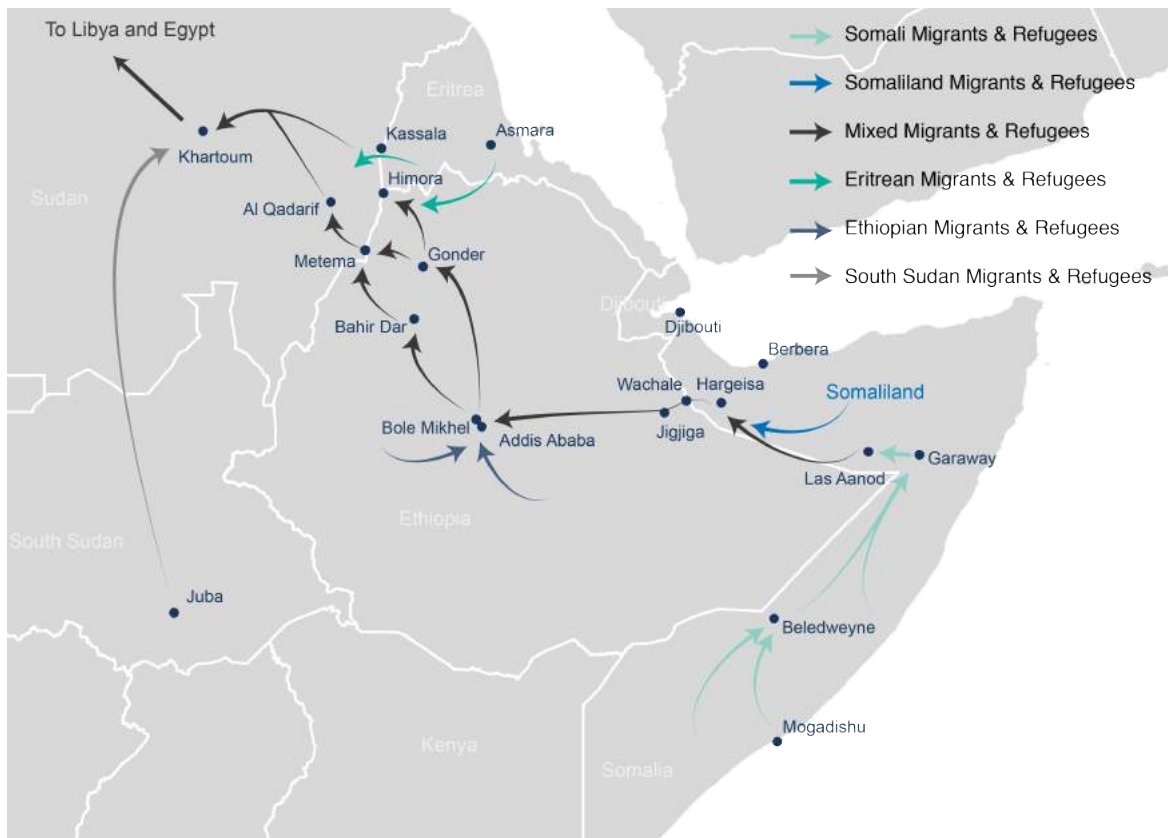 To Libya and Egypt
Somali Migrants & Refugees
Somaliland Migrants & Refugees
Mixed Migrants & Refugees
Eritrean Migrants & Refugees
Ethiopian Migrants & Refugees
South Sudan Migrants & Refugees
Eritrea
Kassala
Asmara
Khartoum
Himora
Sudan
Al Qadarif
Metema
Gonder
Djibouti
Djibouti
Bahir Dar
Berbera
Wachale
Hargeisa
Somaliland
Bole Mikhel
Addis Ababa
Jigjiga
Las Aanod
Garaway
Ethiopia
South Sudan
Juba
Beledweyne
Mogadishu
Kenya
Somalia